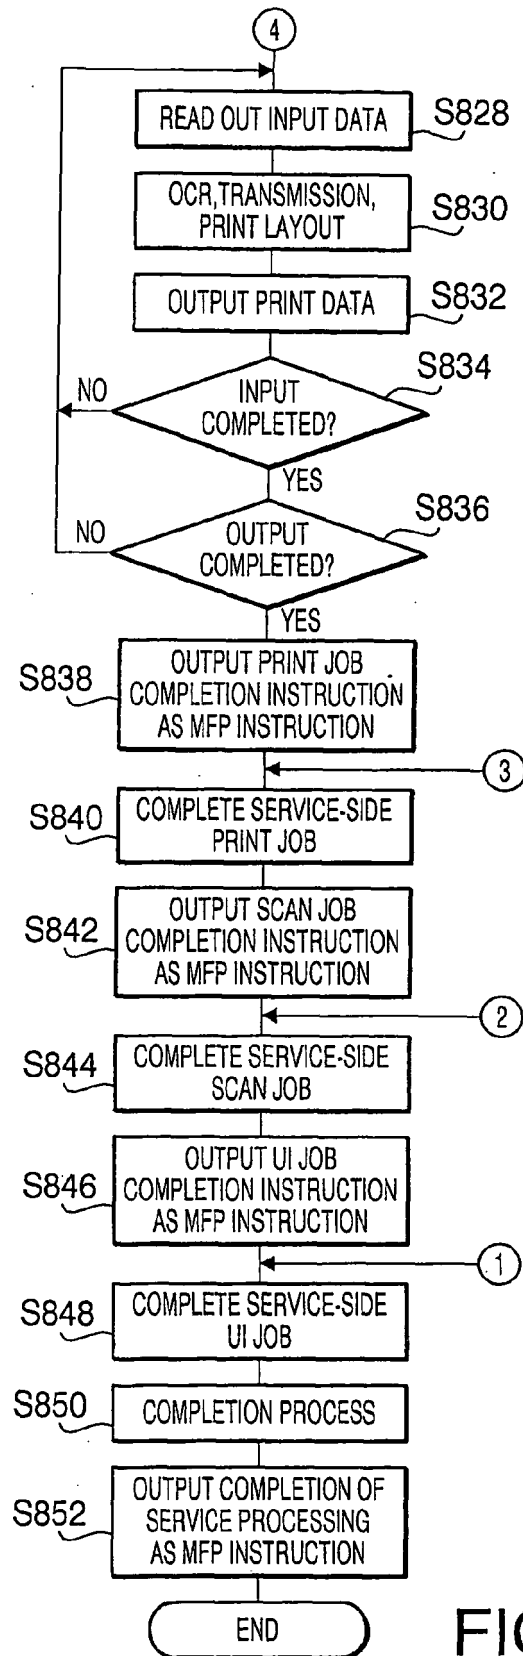 4
READ OUT INPUT DATA
S828
OCR,TRANSMISSION,
PRINT LAYOUT
S830
OUTPUT PRINT DATA
S832
S834
NO
INPUT
COMPLETED?
YES
S836
NO
OUTPUT
COMPLETED?
YES
S838
OUTPUT PRINT JOB
COMPLETION INSTRUCTION
AS MFP INSTRUCTION
3
S840
COMPLETE SERVICE-SIDE
PRINT JOB
S842
OUTPUT SCAN JOB
COMPLETION INSTRUCTION
AS MFP INSTRUCTION
2
S844
COMPLETE SERVICE-SIDE
SCAN JOB
S846
OUTPUT UI JOB
COMPLETION INSTRUCTION
AS MFP INSTRUCTION
1
S848
COMPLETE SERVICE-SIDE
UI JOB
S850
COMPLETION PROCESS
S852
OUTPUT COMPLETION OF
SERVICE PROCESSING
AS MFP INSTRUCTION
END